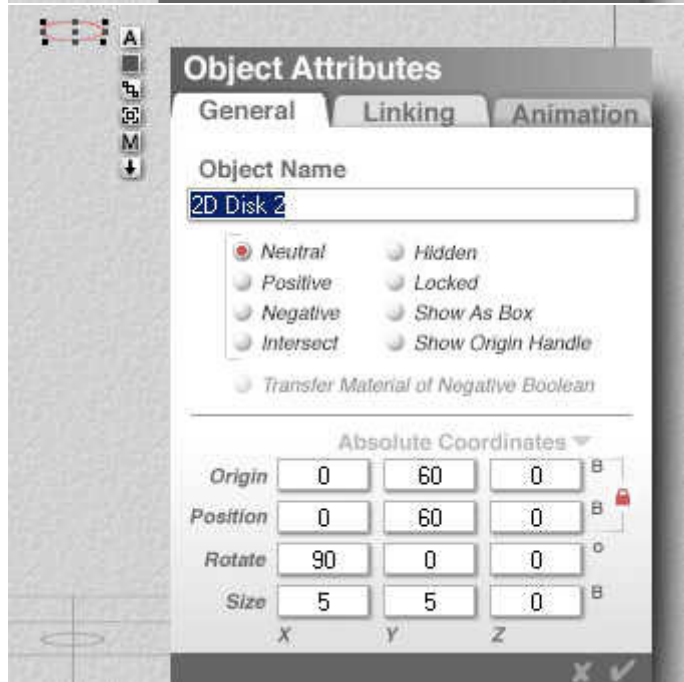 A
M
Object Attributes
General Linking Animation
Object Name
2D Disk 2
Neutral Hidden
Positive Locked
Negative Show As Box
Intersect Show Origin Handle
Transfer Material of Negative Boolean
Absolute Coordinates
Origin 0 60 0 B
Position 0 60 0 B
Rotate 90 0 0 °
Size 5 5 0 B
X Y Z